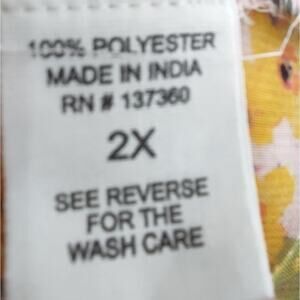 100% POLYESTER
MADE IN INDIA
RN # 137360
2X
SEE REVERSE
FOR THE
WASH CARE